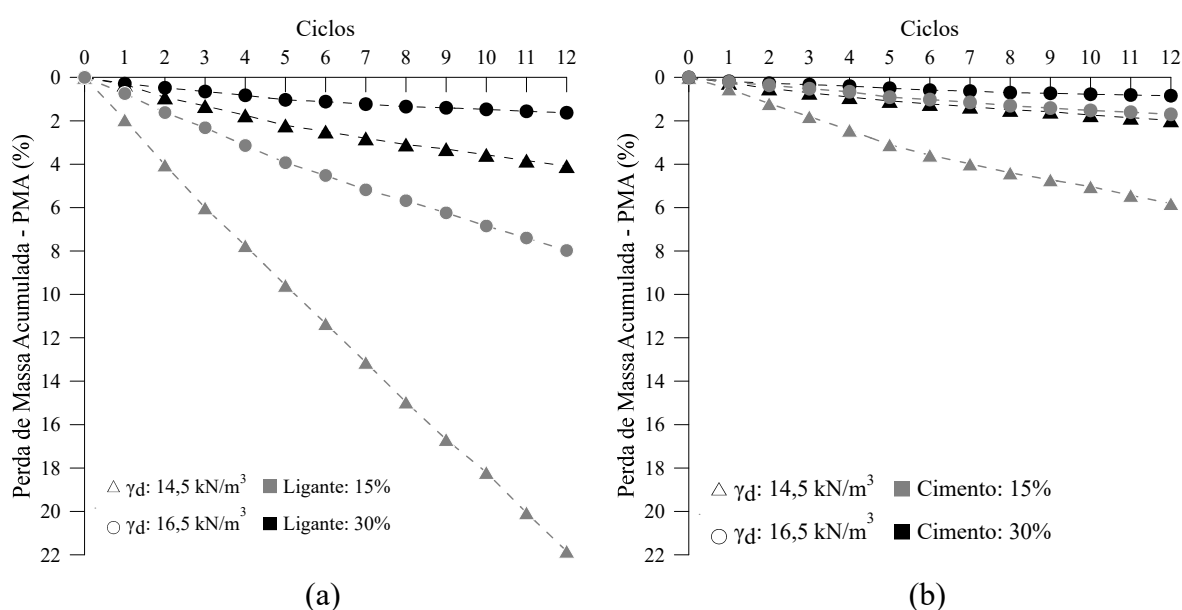 Ciclos
0 1 2 3 4 5 6 7 8 9 10 11 12
Perda de Massa Acumulada - PMA (%)
0
2
4
6
8
10
12
14
16
18
20
22
γd: 14,5 kN/m³ Ligante: 15%
γd: 16,5 kN/m³ Ligante: 30%
(a)
Ciclos
0 1 2 3 4 5 6 7 8 9 10 11 12
Perda de Massa Acumulada - PMA (%)
0
2
4
6
8
10
12
14
16
18
20
22
γd: 14,5 kN/m³ Cimento: 15%
γd: 16,5 kN/m³ Cimento: 30%
(b)